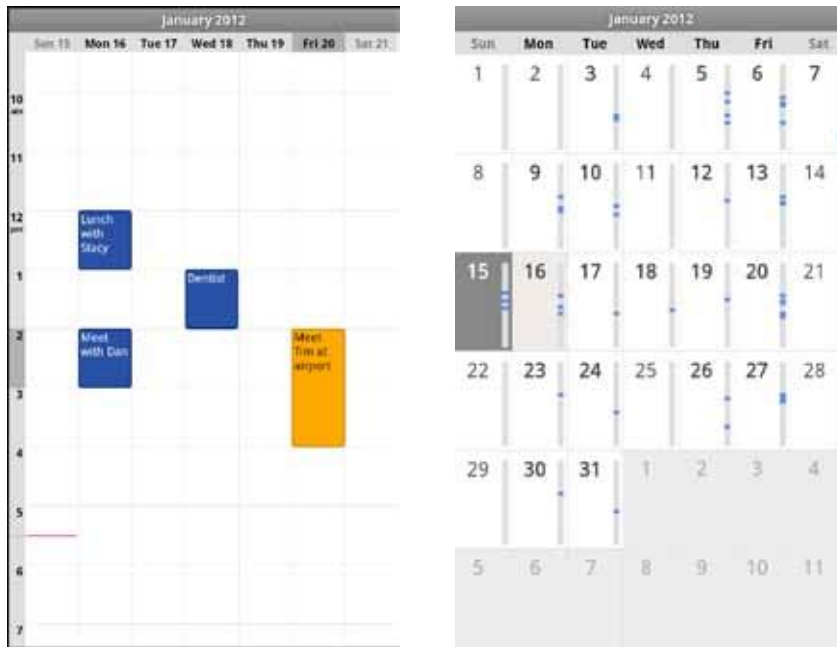 January 2012
Sun 15 Mon 16 Tue 17 Wed 18 Thu 19 Fri 20 Sat 21
10
am
11
12
pm
Lunch
with
Stacy
1
Dentist
2
Meet
with Dan
Meet
Tim at
airport
3
4
5
6
7
January 2012
Sun Mon Tue Wed Thu Fri Sat
1 2 3 4 5 6 7
8 9 10 11 12 13 14
15 16 17 18 19 20 21
22 23 24 25 26 27 28
29 30 31 1 2 3 4
5 6 7 8 9 10 11